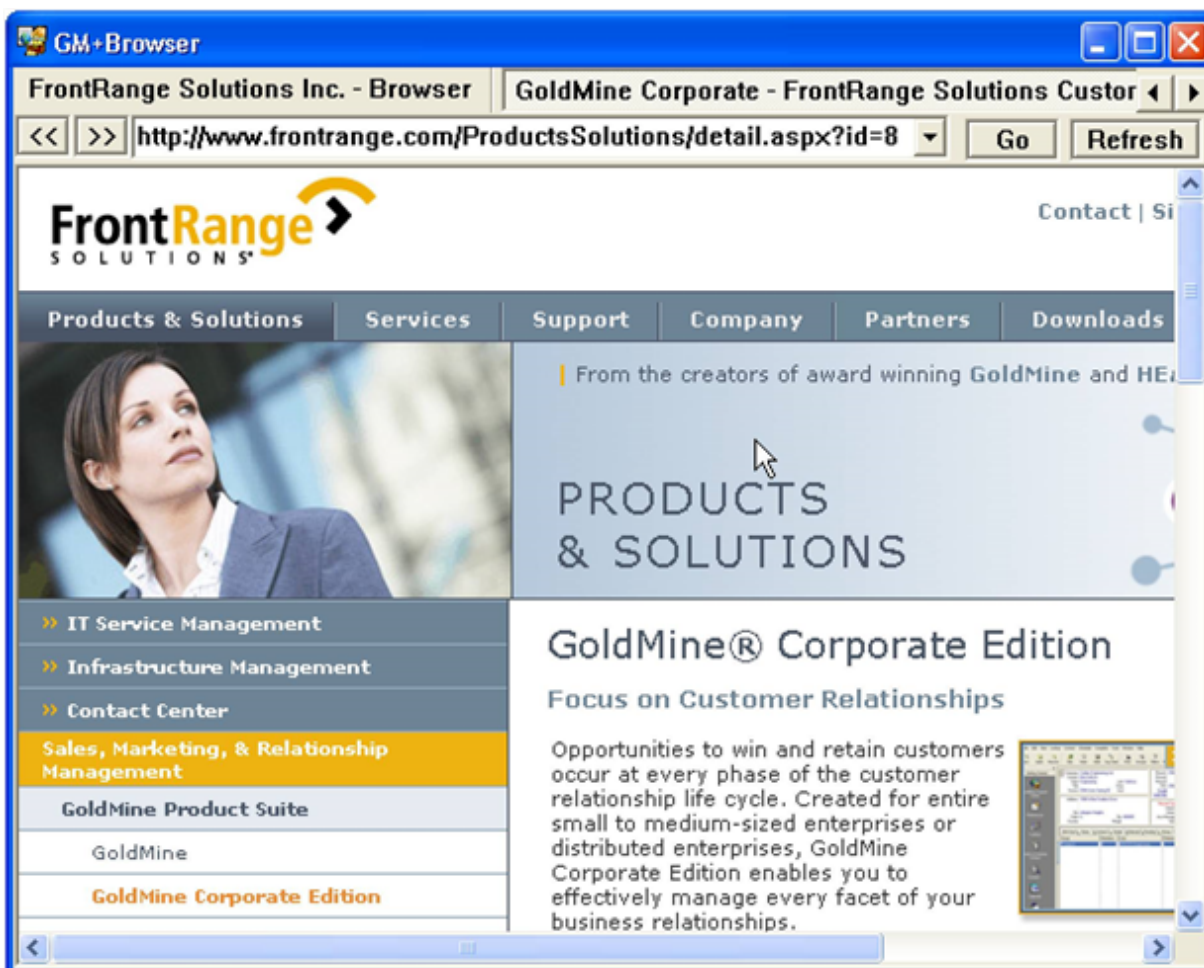 GM+Browser
FrontRange Solutions Inc. - Browser
GoldMine Corporate - FrontRange Solutions Custor
<< >> http://www.frontrange.com/ProductsSolutions/detail.aspx?id=8 Go Refresh
FrontRange
SOLUTIONS
Contact | Si
Products & Solutions Services Support Company Partners Downloads
From the creators of award winning GoldMine and HEA
PRODUCTS
& SOLUTIONS
>> IT Service Management
>> Infrastructure Management
>> Contact Center
Sales, Marketing, & Relationship
Management
GoldMine Product Suite
GoldMine
GoldMine Corporate Edition
GoldMine® Corporate Edition
Focus on Customer Relationships
Opportunities to win and retain customers
occur at every phase of the customer
relationship life cycle. Created for entire
small to medium-sized enterprises or
distributed enterprises, GoldMine
Corporate Edition enables you to
effectively manage every facet of your
business relationships.